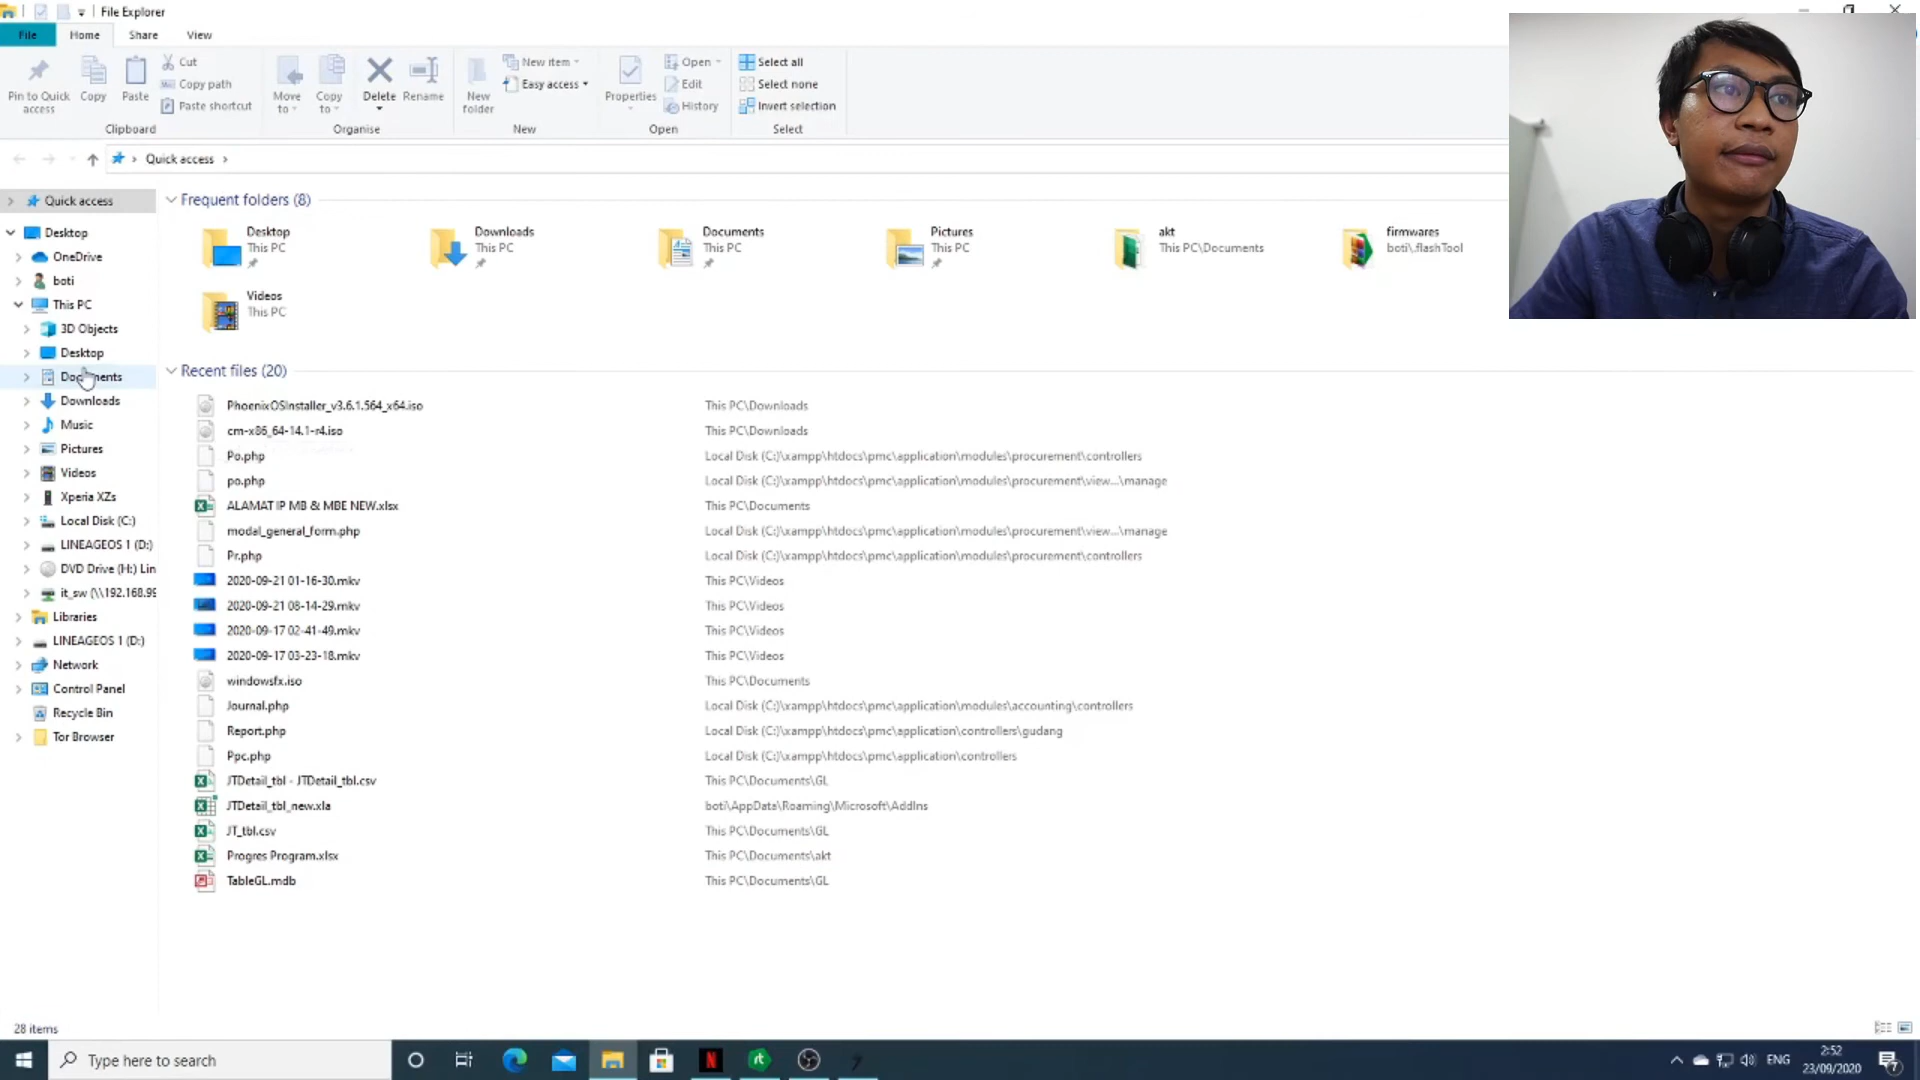 File Explorer
File Home Share View
Pin to Quick access
Copy
Paste
Cut
Copy path
Paste shortcut
Clipboard
Move to
Copy to
Delete
Rename
Organise
New folder
New item
Easy access
New
Properties
Open
Edit
History
Open
Select all
Select none
Invert selection
Select
Quick access
Quick access
Desktop
OneDrive
boti
This PC
3D Objects
Desktop
Documents
Downloads
Music
Pictures
Videos
Xperia XZs
Local Disk (C:)
LINEAGEOS 1 (D:)
DVD Drive (H:) Lin
it_sw (\\192.168.99
Libraries
LINEAGEOS 1 (D:)
Network
Control Panel
Recycle Bin
Tor Browser
Frequent folders (8)
Desktop
This PC
Downloads
This PC
Documents
This PC
Pictures
This PC
akt
This PC\Documents
firmwares
boti\.flashTool
Videos
This PC
Recent files (20)
PhoenixOSInstaller_v3.6.1.564_x64.iso This PC\Downloads
cm-x86_64-14.1-r4.iso This PC\Downloads
Po.php Local Disk (C:)\xampp\htdocs\pmc\application\modules\procurement\controllers
po.php Local Disk (C:)\xampp\htdocs\pmc\application\modules\procurement\view...\manage
ALAMAT IP MB & MBE NEW.xlsx This PC\Documents
modal_general_form.php Local Disk (C:)\xampp\htdocs\pmc\application\modules\procurement\view...\manage
Pr.php Local Disk (C:)\xampp\htdocs\pmc\application\modules\procurement\controllers
2020-09-21 01-16-30.mkv This PC\Videos
2020-09-21 08-14-29.mkv This PC\Videos
2020-09-17 02-41-49.mkv This PC\Videos
2020-09-17 03-23-18.mkv This PC\Videos
windowsfx.iso This PC\Documents
Journal.php Local Disk (C:)\xampp\htdocs\pmc\application\modules\accounting\controllers
Report.php Local Disk (C:)\xampp\htdocs\pmc\application\controllers\gudang
Ppc.php Local Disk (C:)\xampp\htdocs\pmc\application\controllers
JTDetail_tbl - JTDetail_tbl.csv This PC\Documents\GL
JTDetail_tbl_new.xla boti\AppData\Roaming\Microsoft\AddIns
JT_tbl.csv This PC\Documents\GL
Progres Program.xlsx This PC\Documents\akt
TableGL.mdb This PC\Documents\GL
28 items
Type here to search
ENG
2:52
23/09/2020